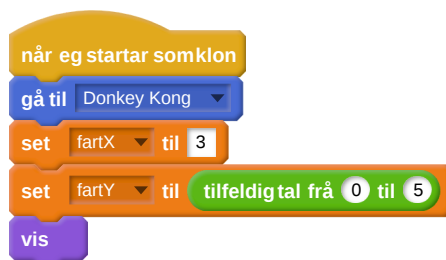 når eg startar som klon
gå til Donkey Kong
set fartX til 3
set fartY til tilfeldig tal frå 0 til 5
vis